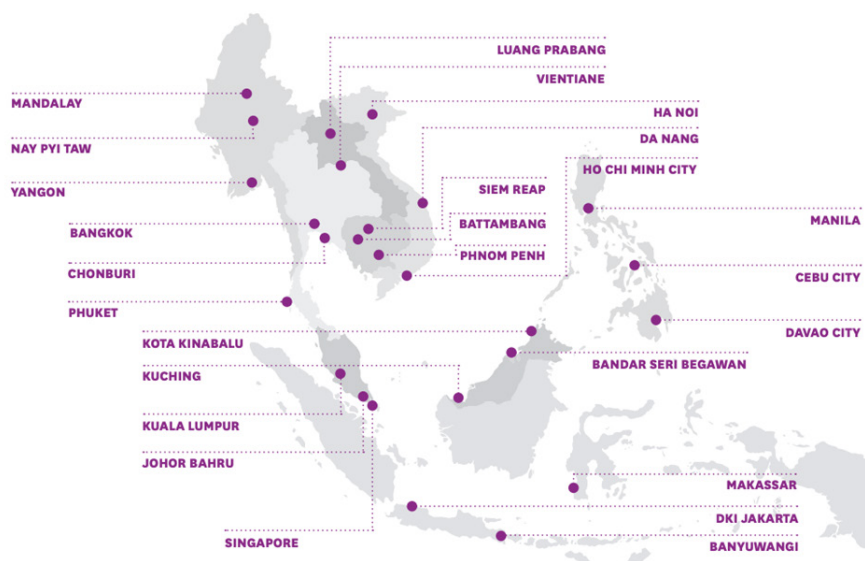 LUANG PRABANG
VIENTIANE
MANDALAY
HA NOI
NAY PYI TAW
DA NANG
HO CHI MINH CITY
YANGON
SIEM REAP
MANILA
BANGKOK
BATTAMBANG
CHONBURI
PHNOM PENH
CEBU CITY
PHUKET
DAVAO CITY
KOTA KINABALU
BANDAR SERI BEGAWAN
KUCHING
KUALA LUMPUR
JOHOR BAHRU
MAKASSAR
DKI JAKARTA
SINGAPORE
BANYUWANGI